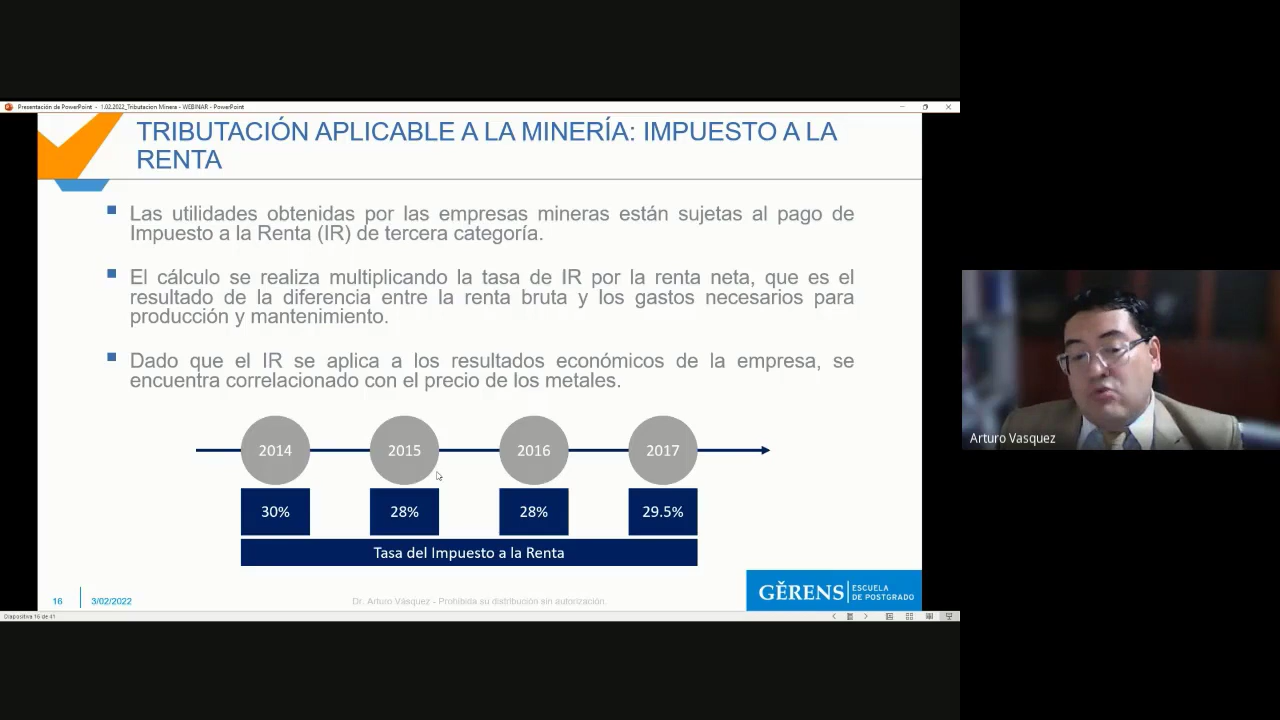 Presentación de PowerPoint - 1.02.2022_Tributacion Minera - WEBINAR - PowerPoint
TRIBUTACIÓN APLICABLE A LA MINERÍA: IMPUESTO A LA
RENTA
Las utilidades obtenidas por las empresas mineras están sujetas al pago de
Impuesto a la Renta (IR) de tercera categoría.
El cálculo se realiza multiplicando la tasa de IR por la renta neta, que es el
resultado de la diferencia entre la renta bruta y los gastos necesarios para
producción y mantenimiento.
Dado que el IR se aplica a los resultados económicos de la empresa, se
encuentra correlacionado con el precio de los metales.
2014 2015 2016 2017
30% 28% 28% 29.5%
Tasa del Impuesto a la Renta
16 3/02/2022 Dr. Arturo Vásquez - Prohibida su distribución sin autorización.
GĚRENS ESCUELA
DE POSTGRADO
Diapositiva 16 de 41
Arturo Vasquez